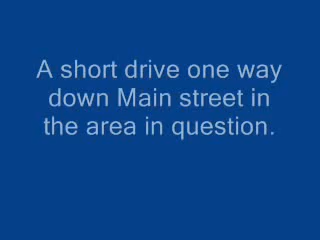 A short drive one way
down Main street in
the area in question.